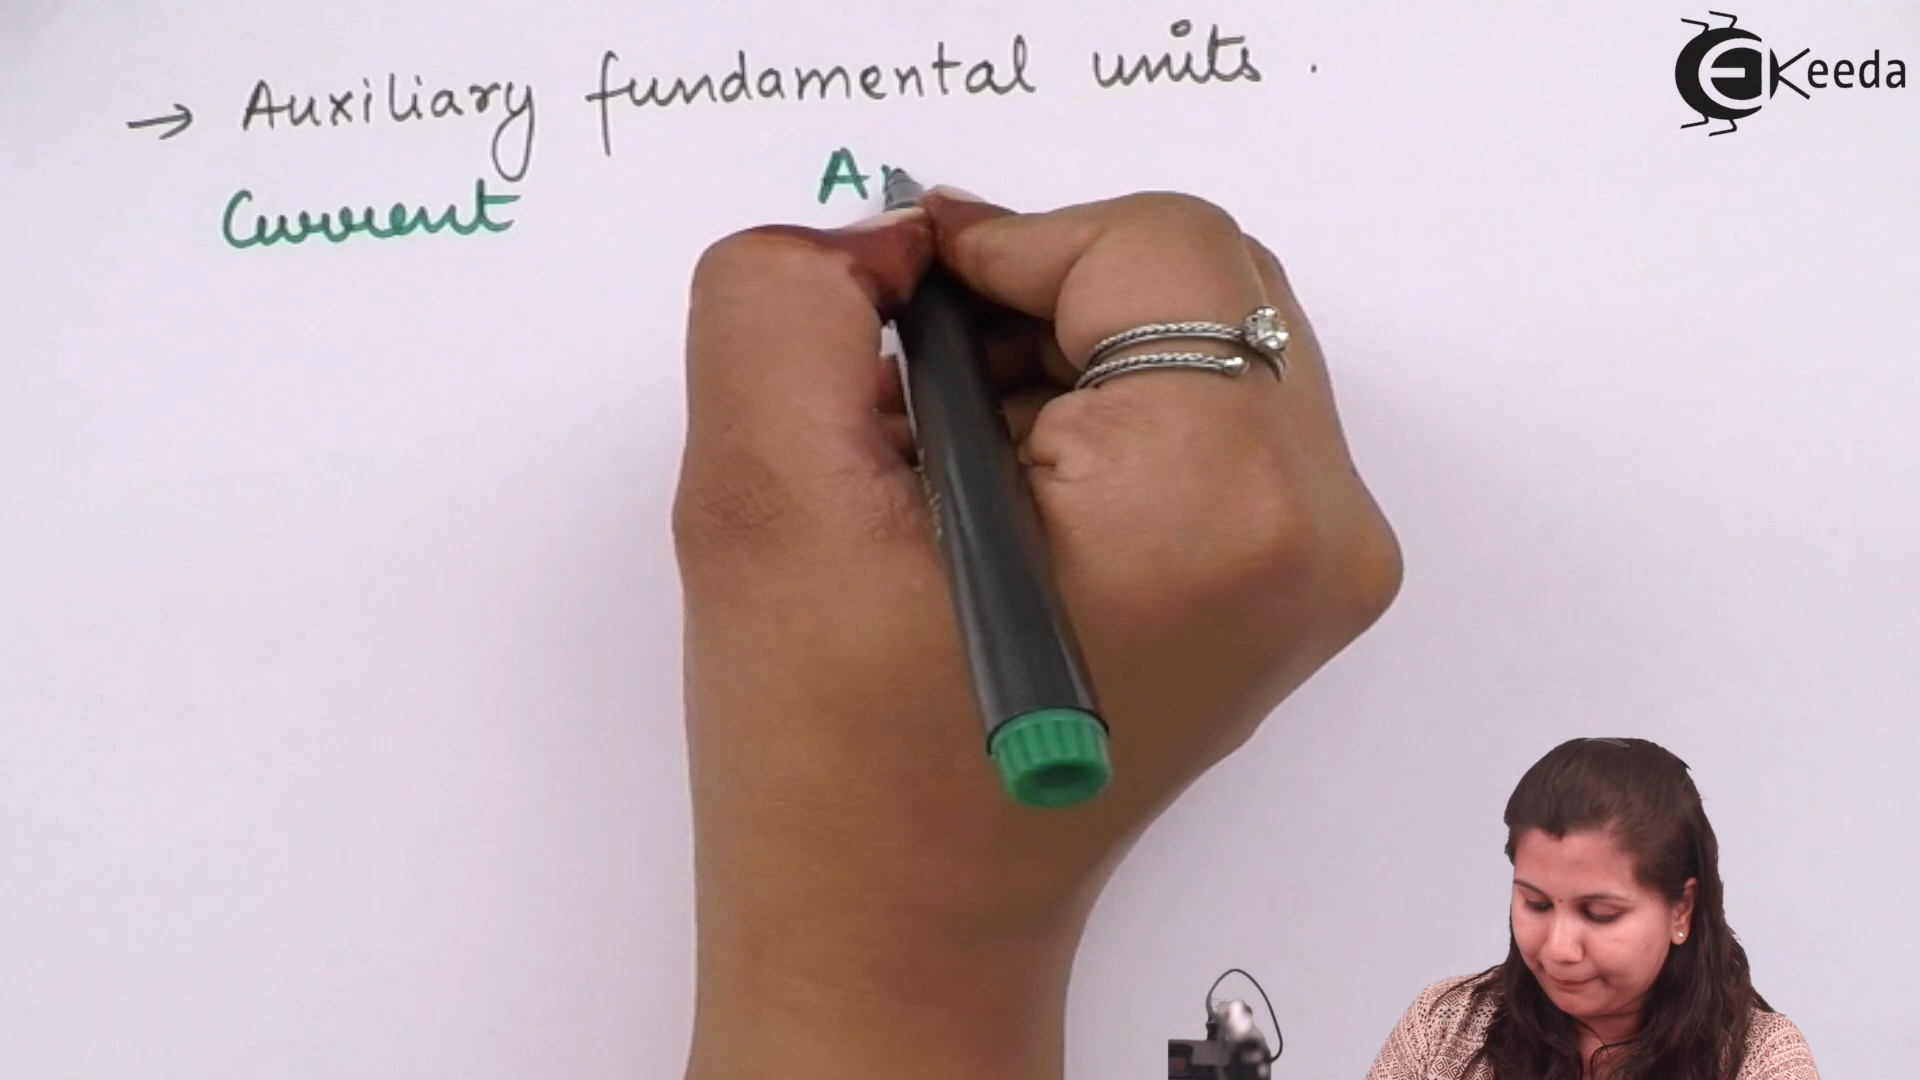 → Auxiliary fundamental units.
Current A
Keeda